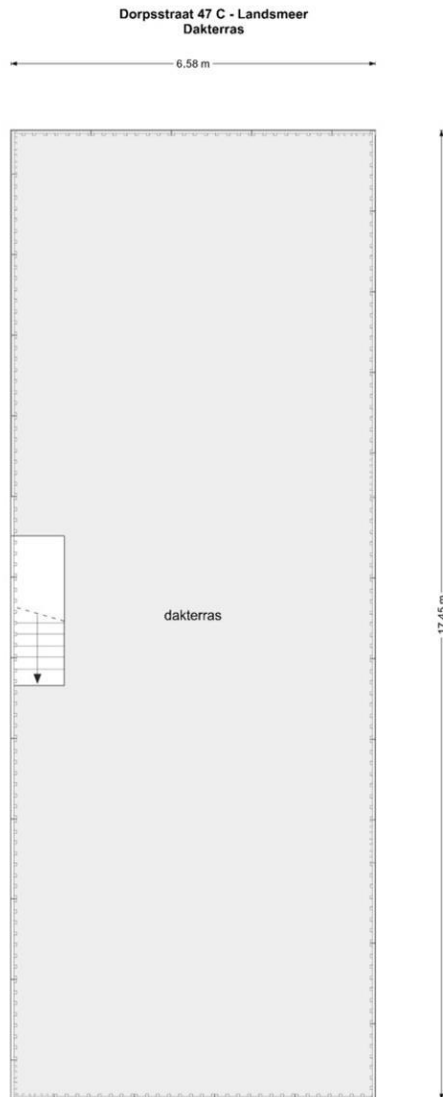 Dorpsstraat 47 C - Landsmeer
Dakterras
6.58 m
dakterras
17.45 m